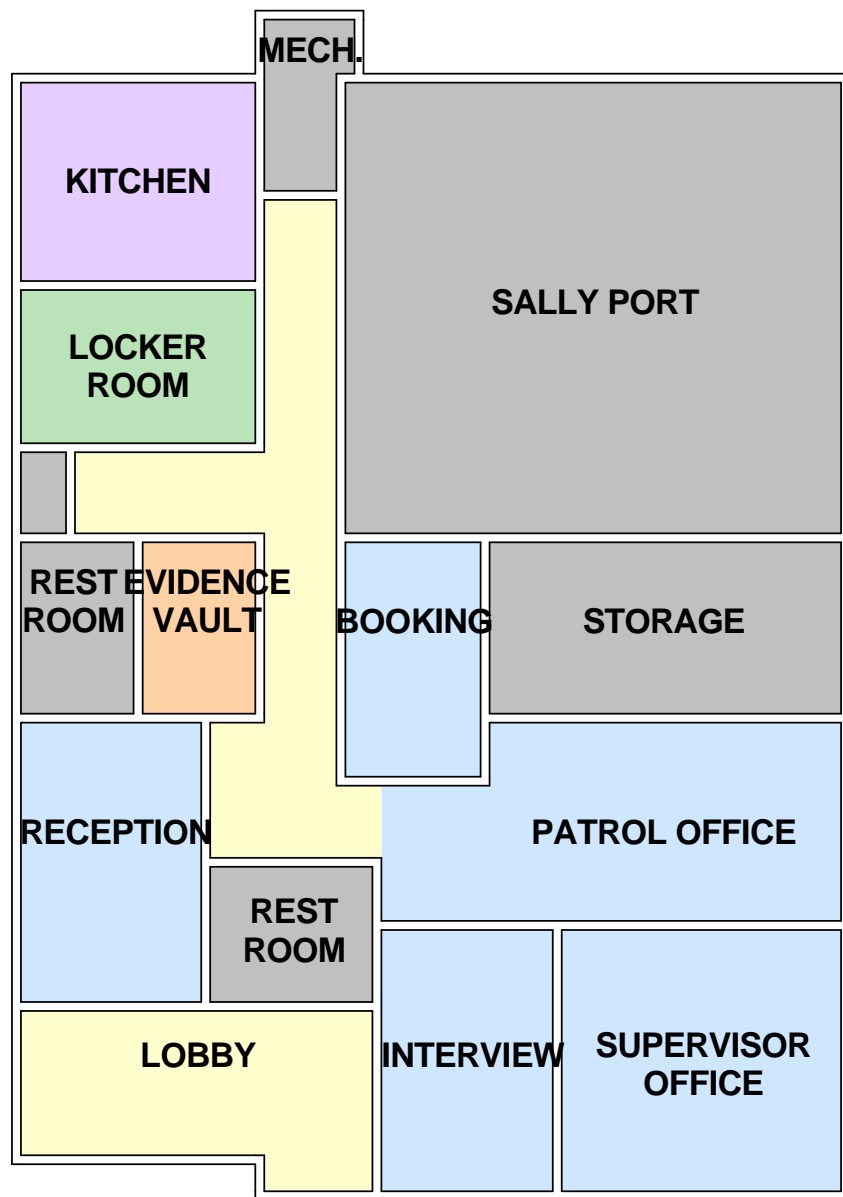 MECH.
KITCHEN
SALLY PORT
LOCKER
ROOM
REST
ROOM
EVIDENCE
VAULT
BOOKING
STORAGE
RECEPTION
PATROL OFFICE
REST
ROOM
LOBBY
INTERVIEW
SUPERVISOR
OFFICE